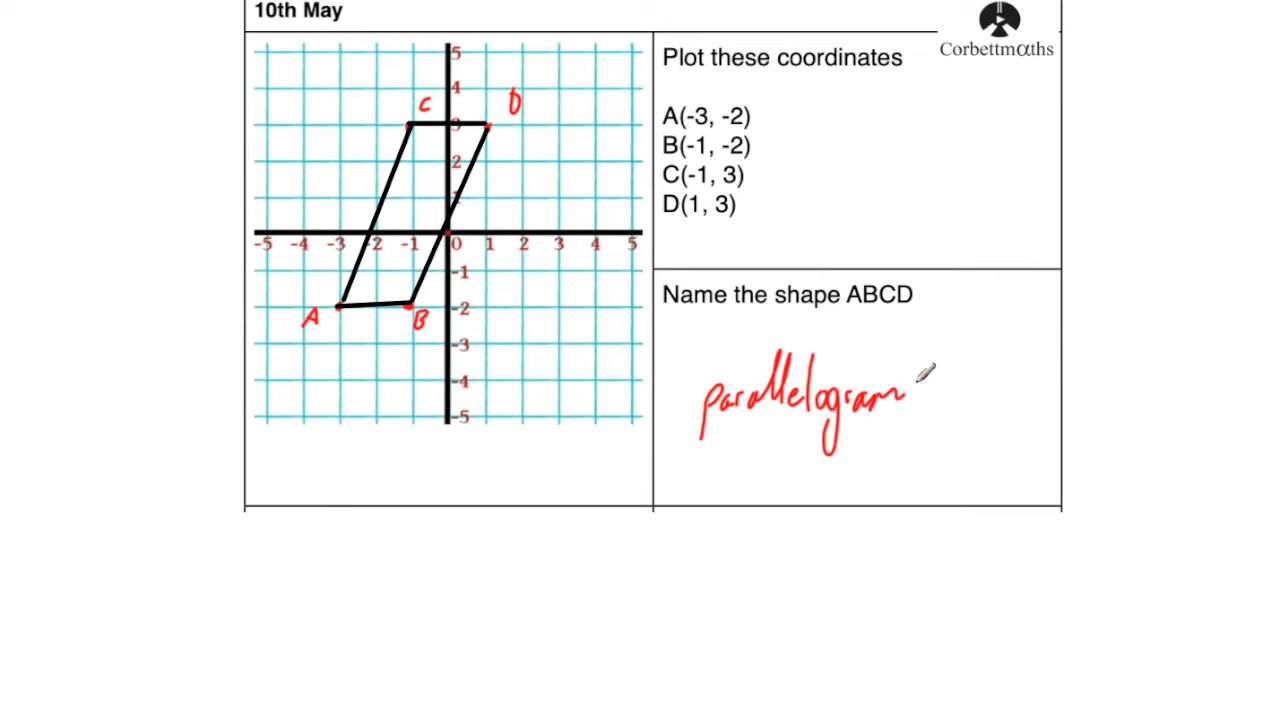 10th May
Corbettmαths
5
4
C
D
3
2
1
-5 -4 -3 -2 -1 0 1 2 3 4 5
-1
-2
A
B
-3
-4
-5
Plot these coordinates
A(-3, -2)
B(-1, -2)
C(-1, 3)
D(1, 3)
Name the shape ABCD
parallelogram